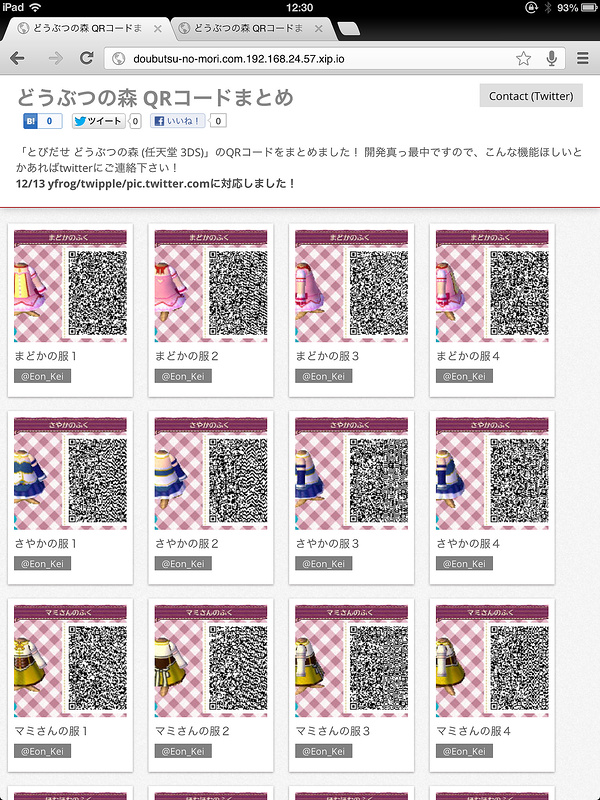 iPad 12:30 93%
どうぶつの森 QRコードま どうぶつの森 QRコードま
doubutsu-no-mori.com.192.168.24.57.xip.io
どうぶつの森 QRコードまとめ
Contact (Twitter)
B! 0 ツイート 0 いいね! 0
「とびだせ どうぶつの森 (任天堂 3DS)」のQRコードをまとめました！ 開発真っ最中ですので、こんな機能ほしいと
かあればtwitterにご連絡下さい！
12/13 yfrog/twipple/pic.twitter.comに対応しました！
まどかのふく まどかのふく まどかのふく まどかのふく
まどかの服１ まどかの服２ まどかの服３ まどかの服４
@Eon_Kei @Eon_Kei @Eon_Kei @Eon_Kei
さやかのふく さやかのふく さやかのふく さやかのふく
さやかの服１ さやかの服２ さやかの服３ さやかの服４
@Eon_Kei @Eon_Kei @Eon_Kei @Eon_Kei
マミさんのふく マミさんのふく マミさんのふく マミさんのふく
マミさんの服１ マミさんの服２ マミさんの服３ マミさんの服４
@Eon_Kei @Eon_Kei @Eon_Kei @Eon_Kei